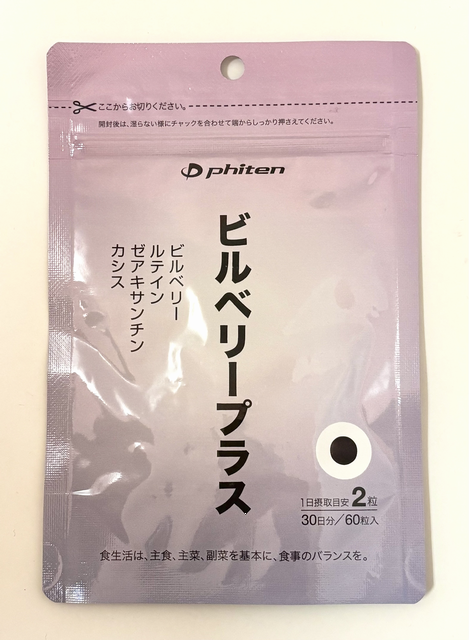 ここからお切りください。
開封後は、湿らない様にチャックを合わせて端からしっかり押さえてください。
phiten
ビルベリープラス
ビルベリー
ルテイン
ゼアキサンチン
カシス
1日摂取目安 2粒
30日分/60粒入
食生活は、主食、主菜、副菜を基本に、食事のバランスを。